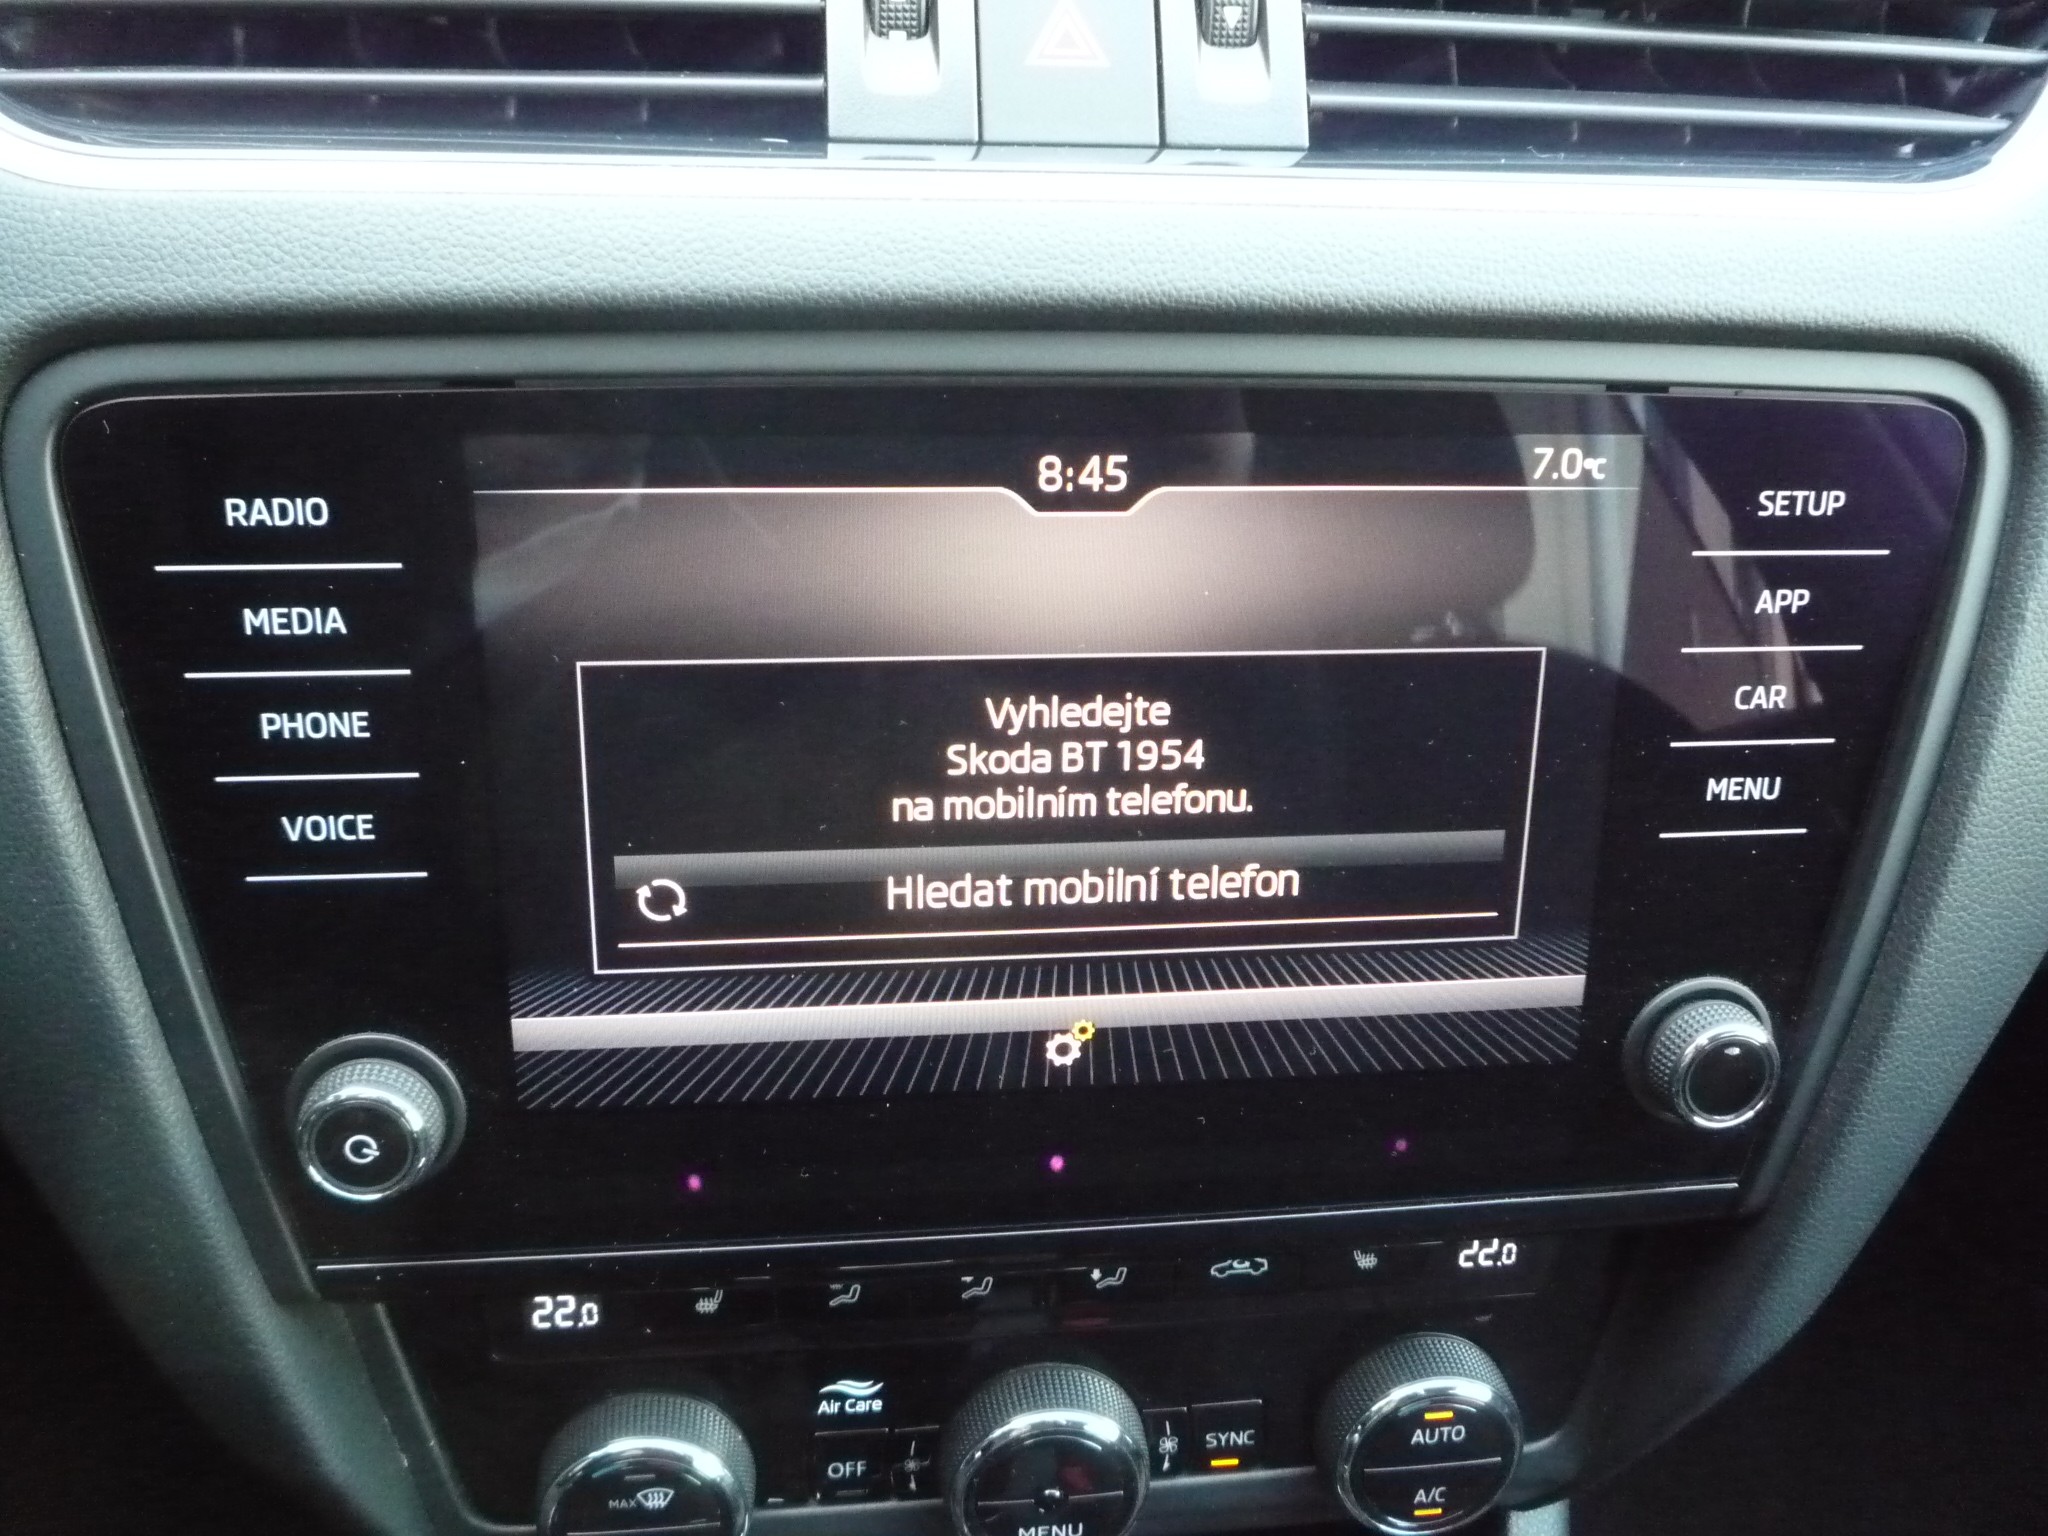 8:45
7.0°C
RADIO
MEDIA
PHONE
VOICE
SETUP
APP
CAR
MENU
Vyhledejte
Skoda BT 1954
na mobilním telefonu.
Hledat mobilní telefon
22.0
22.0
Air Care
OFF
SYNC
AUTO
A/C
MAX
MENU